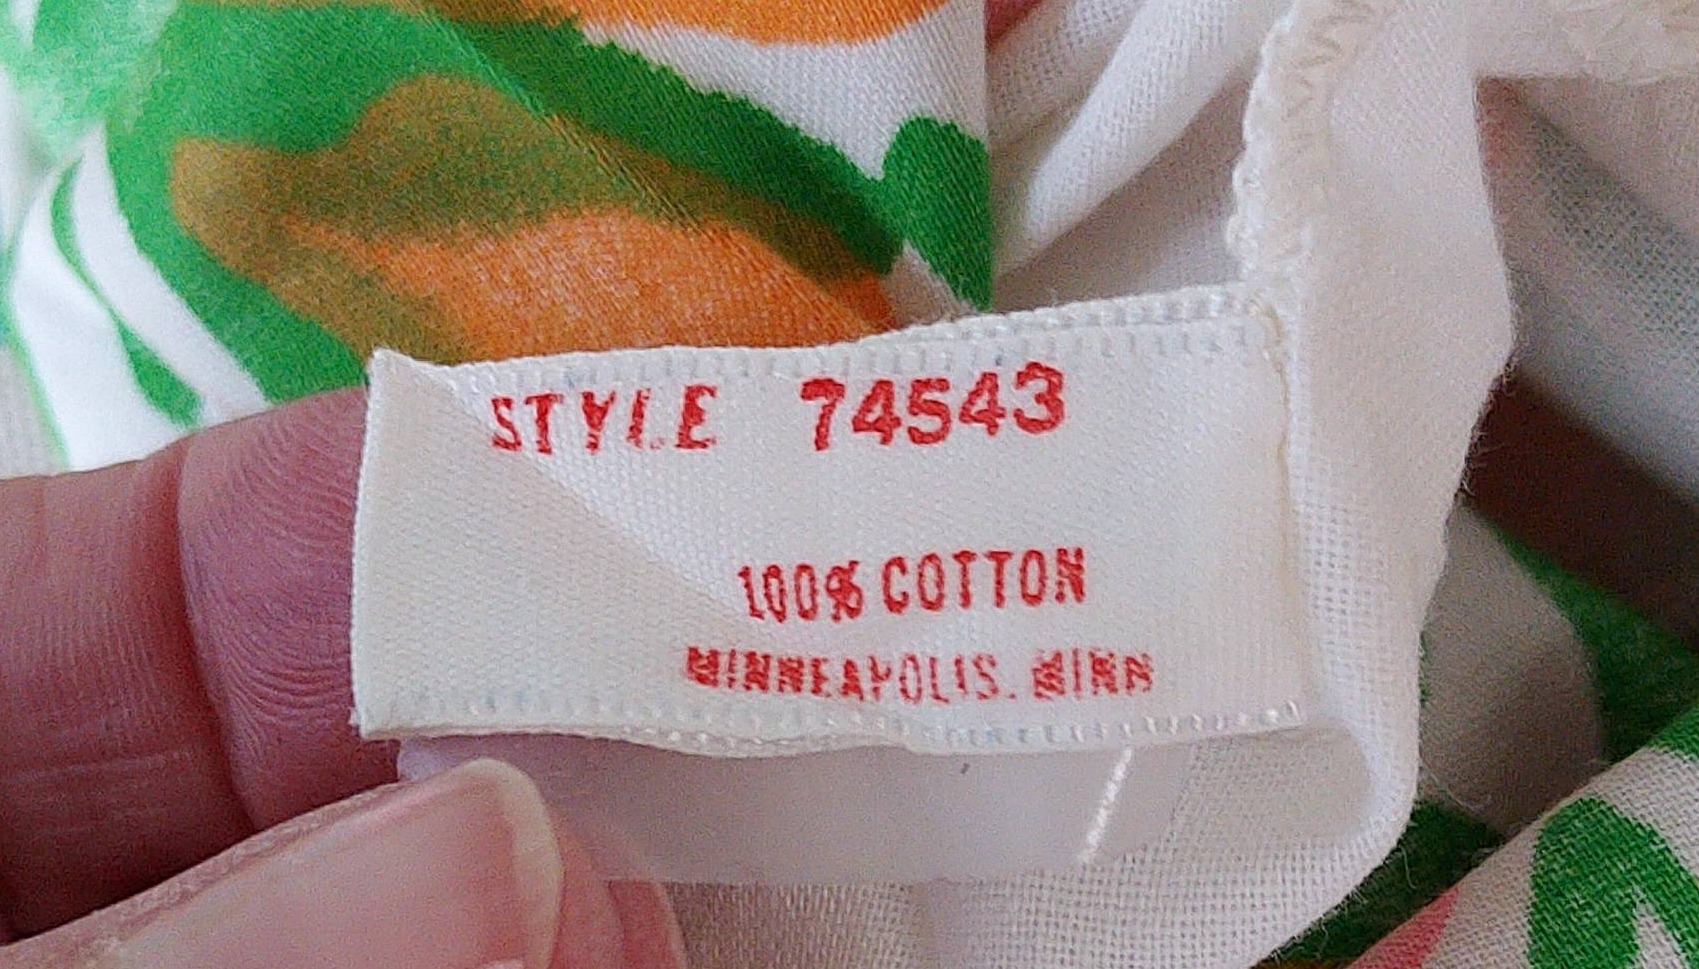 STYLE 74543
100% COTTON
MINNEAPOLIS. MINN